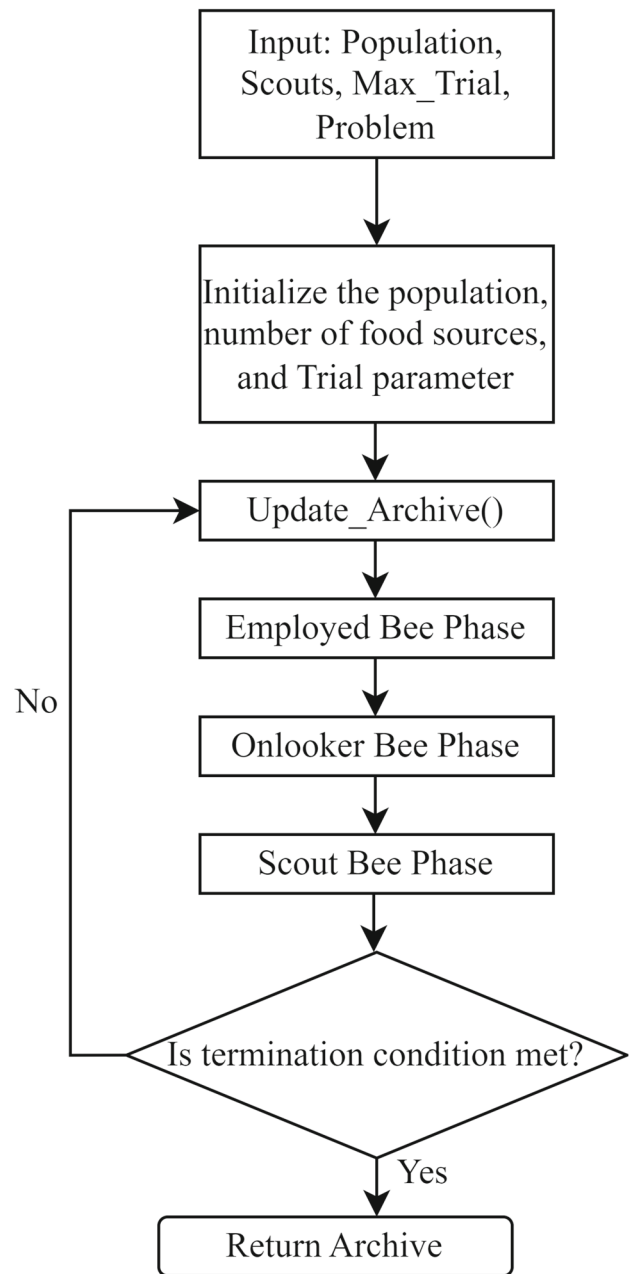 Input: Population,
Scouts, Max_Trial,
Problem
Initialize the population,
number of food sources,
and Trial parameter
Update_Archive()
Employed Bee Phase
No
Onlooker Bee Phase
Scout Bee Phase
Is termination condition met?
Yes
Return Archive